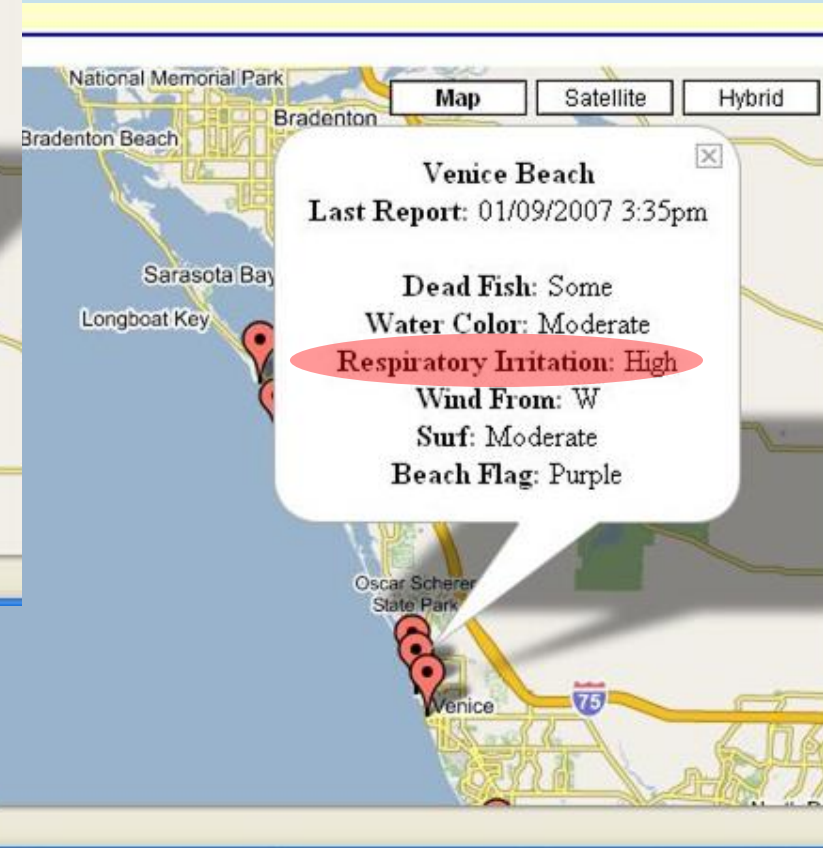 National Memorial Park
Map Satellite Hybrid
Bradenton
Bradenton Beach
Venice Beach
Last Report: 01/09/2007 3:35pm
Dead Fish: Some
Water Color: Moderate
Respiratory Irritation: High
Wind From: W
Surf: Moderate
Beach Flag: Purple
Sarasota Bay
Longboat Key
Oscar Scherer
State Park
Venice
75